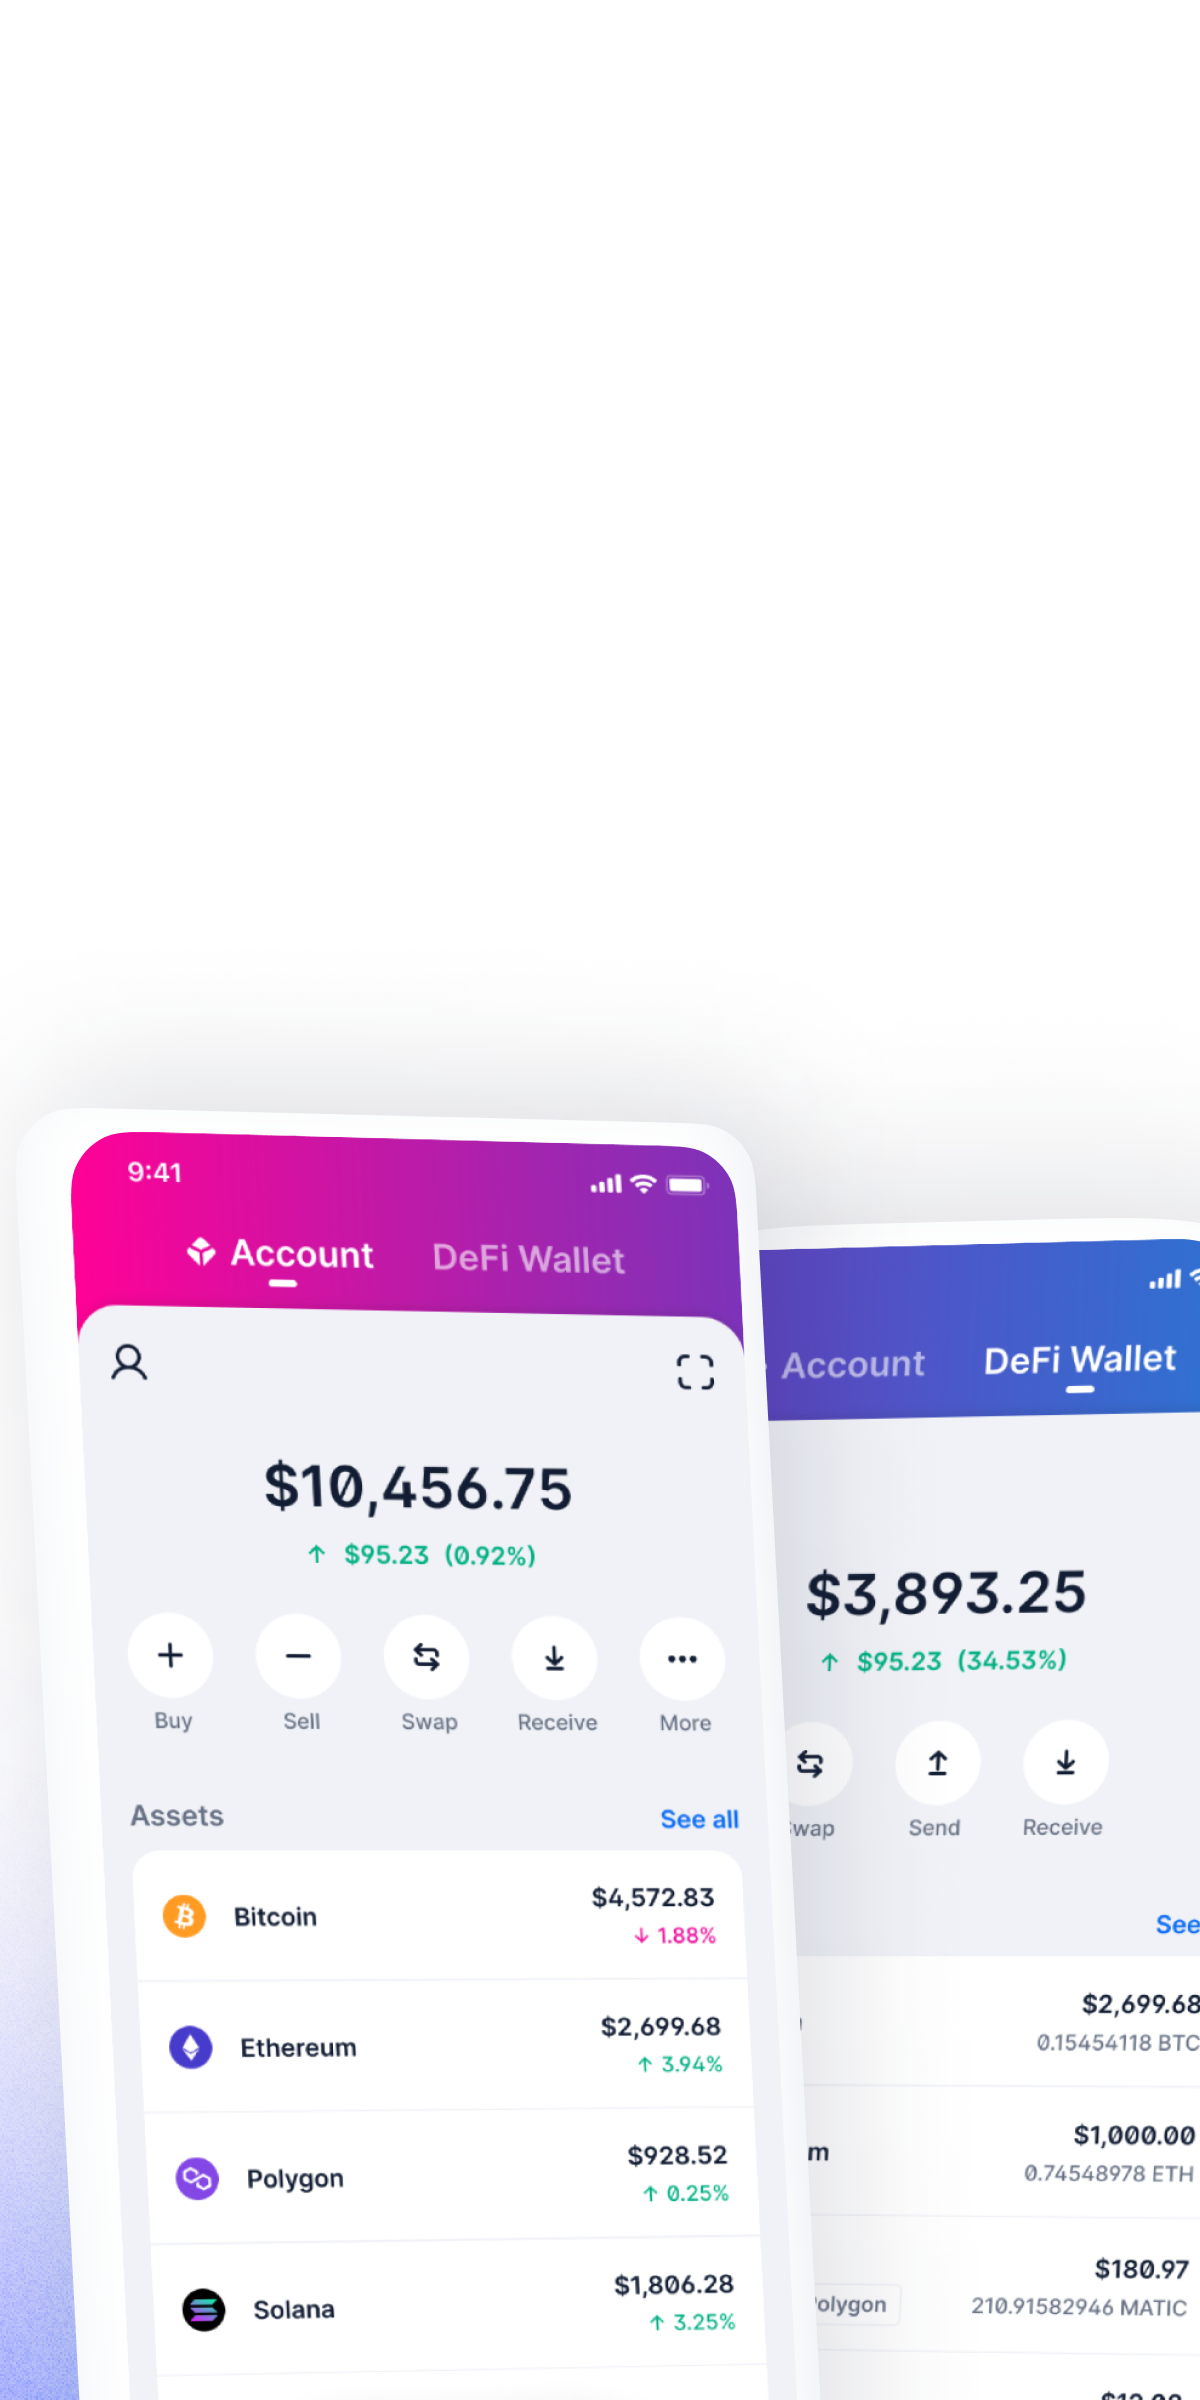 9:41
Account DeFi Wallet
$10,456.75
↑ $95.23 (0.92%)
Buy Sell Swap Receive More
Assets See all
Bitcoin $4,572.83
↓ 1.88%
Ethereum $2,699.68
↑ 3.94%
Polygon $928.52
↑ 0.25%
Solana $1,806.28
↑ 3.25%
Account DeFi Wallet
$3,893.25
↑ $95.23 (34.53%)
wap Send Receive
See
$2,699.68
0.15454118 BTC
m $1,000.00
0.74548978 ETH
$180.97
olygon 210.91582946 MATIC